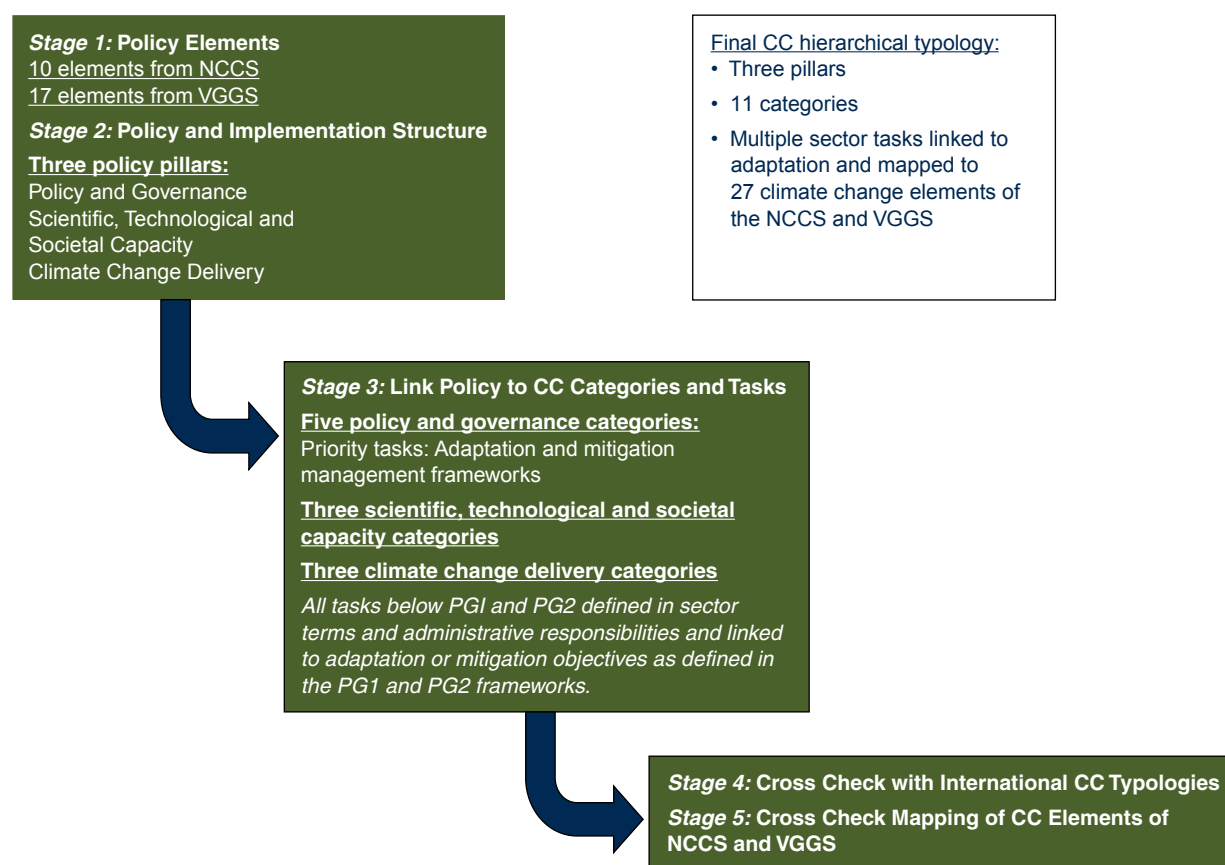 Stage 1: Policy Elements
10 elements from NCCS
17 elements from VGGS
Stage 2: Policy and Implementation Structure
Three policy pillars:
Policy and Governance
Scientific, Technological and
Societal Capacity
Climate Change Delivery
Final CC hierarchical typology:
• Three pillars
• 11 categories
• Multiple sector tasks linked to
adaptation and mapped to
27 climate change elements of
the NCCS and VGGS
Stage 3: Link Policy to CC Categories and Tasks
Five policy and governance categories:
Priority tasks: Adaptation and mitigation
management frameworks
Three scientific, technological and societal
capacity categories
Three climate change delivery categories
All tasks below PGI and PG2 defined in sector
terms and administrative responsibilities and linked
to adaptation or mitigation objectives as defined in
the PG1 and PG2 frameworks.
Stage 4: Cross Check with International CC Typologies
Stage 5: Cross Check Mapping of CC Elements of
NCCS and VGGS